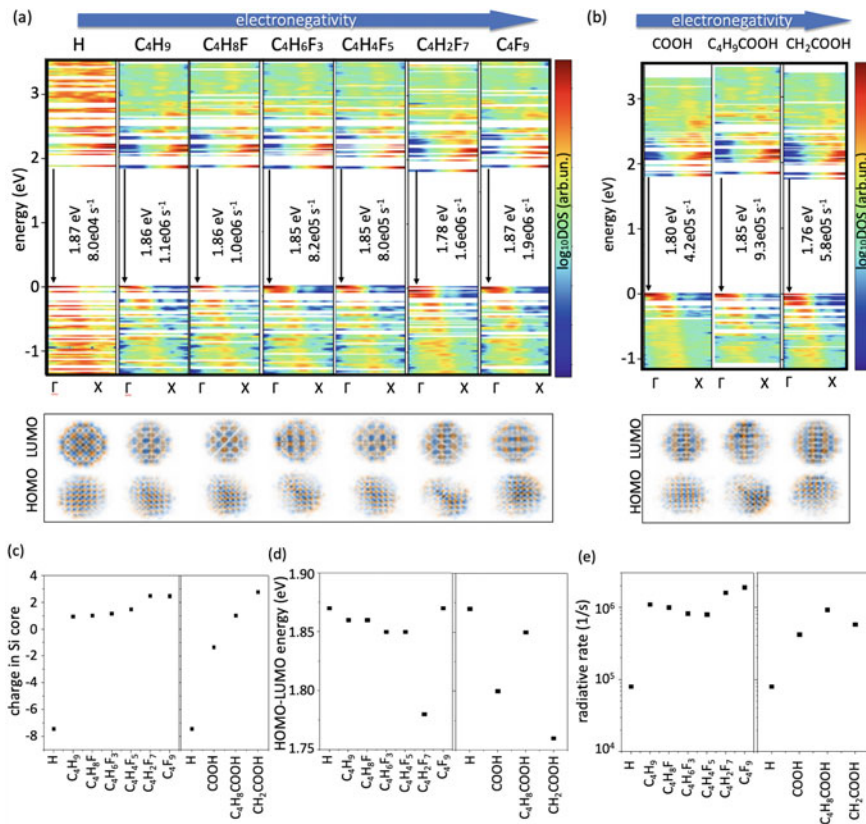 (a)
electronegativity
H C₄H₉ C₄H₈F C₄H₆F₃ C₄H₄F₅ C₄H₂F₇ C₄F₉
energy (eV)
3
2
1
0
-1
1.87 eV
8.0e04 s⁻¹
1.86 eV
1.1e06 s⁻¹
1.86 eV
1.0e06 s⁻¹
1.85 eV
8.2e05 s⁻¹
1.85 eV
8.0e05 s⁻¹
1.78 eV
1.6e06 s⁻¹
1.87 eV
1.9e06 s⁻¹
log₁₀DOS (arb.un.)
Γ X Γ X Γ X Γ X Γ X Γ X Γ X
LUMO
HOMO
(b)
electronegativity
COOH C₄H₉COOH CH₂COOH
energy (eV)
3
2
1
0
-1
1.80 eV
4.2e05 s⁻¹
1.85 eV
9.3e05 s⁻¹
1.76 eV
5.8e05 s⁻¹
log₁₀DOS (arb.un.)
Γ X Γ X Γ X
LUMO
HOMO
(c)
charge in Si core
4
2
0
-2
-4
-6
-8
H C₄H₉ C₄H₈F C₄H₆F₃ C₄H₄F₅ C₄H₂F₇ C₄F₉
H COOH C₄H₈COOH CH₂COOH
(d)
HOMO-LUMO energy (eV)
1.90
1.85
1.80
1.75
H C₄H₉ C₄H₈F C₄H₆F₃ C₄H₄F₅ C₄H₂F₇ C₄F₉
H COOH C₄H₈COOH CH₂COOH
(e)
radiative rate (1/s)
10⁶
10⁵
10⁴
H C₄H₉ C₄H₈F C₄H₆F₃ C₄H₄F₅ C₄H₂F₇ C₄F₉
H COOH C₄H₈COOH CH₂COOH